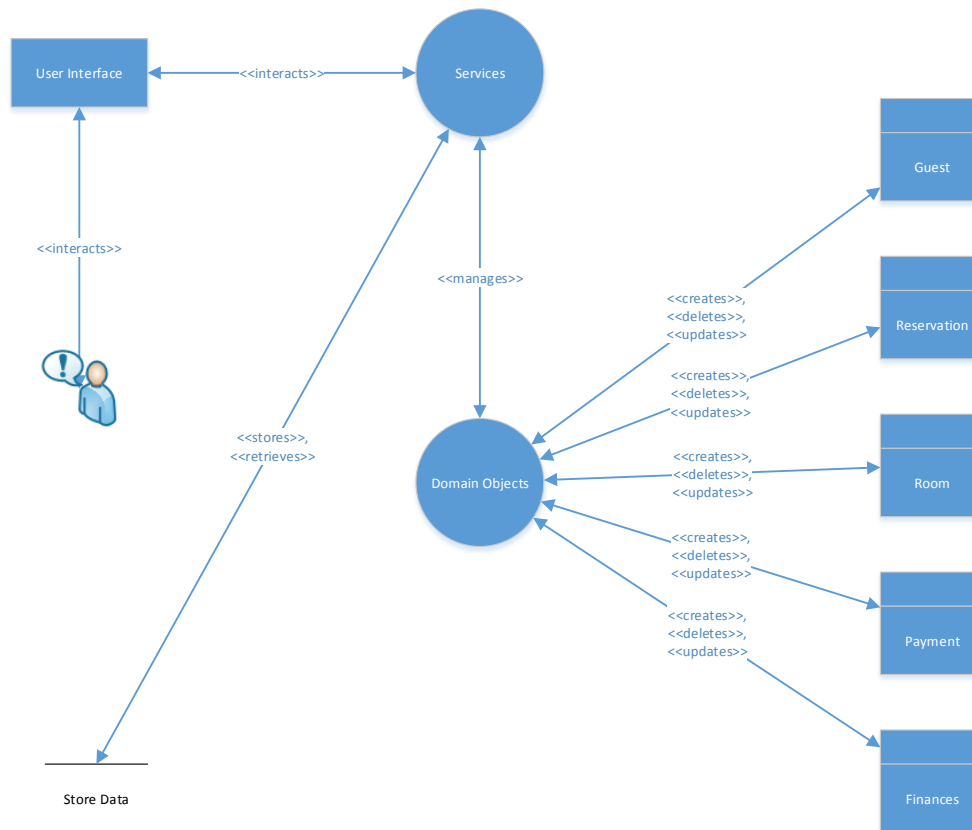 User Interface
<<interacts>>
Services
Guest
<<interacts>>
<<manages>>
<<creates>>,
<<deletes>>,
<<updates>>
Reservation
<<creates>>,
<<deletes>>,
<<updates>>
<<stores>>,
<<retrieves>>
Domain Objects
<<creates>>,
<<deletes>>,
<<updates>>
Room
<<creates>>,
<<deletes>>,
<<updates>>
Payment
<<creates>>,
<<deletes>>,
<<updates>>
Store Data
Finances